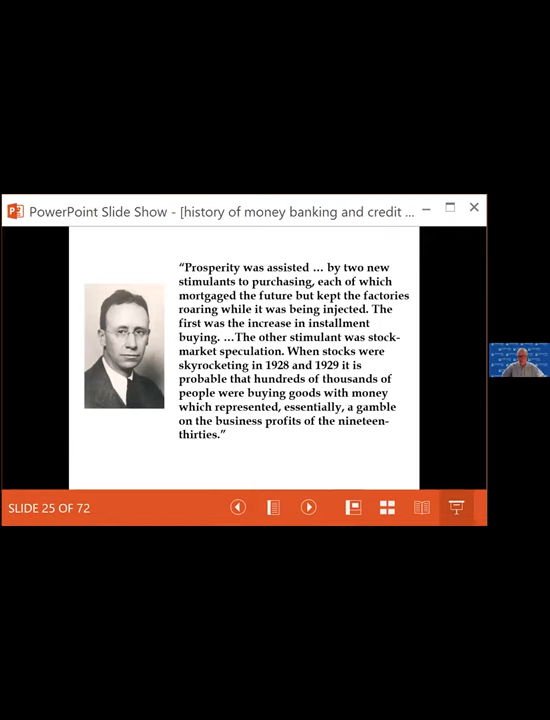 PowerPoint Slide Show - [history of money banking and credit ...
“Prosperity was assisted … by two new
stimulants to purchasing, each of which
mortgaged the future but kept the factories
roaring while it was being injected. The
first was the increase in installment
buying. …The other stimulant was stock-
market speculation. When stocks were
skyrocketing in 1928 and 1929 it is
probable that hundreds of thousands of
people were buying goods with money
which represented, essentially, a gamble
on the business profits of the nineteen-
thirties.”
SLIDE 25 OF 72